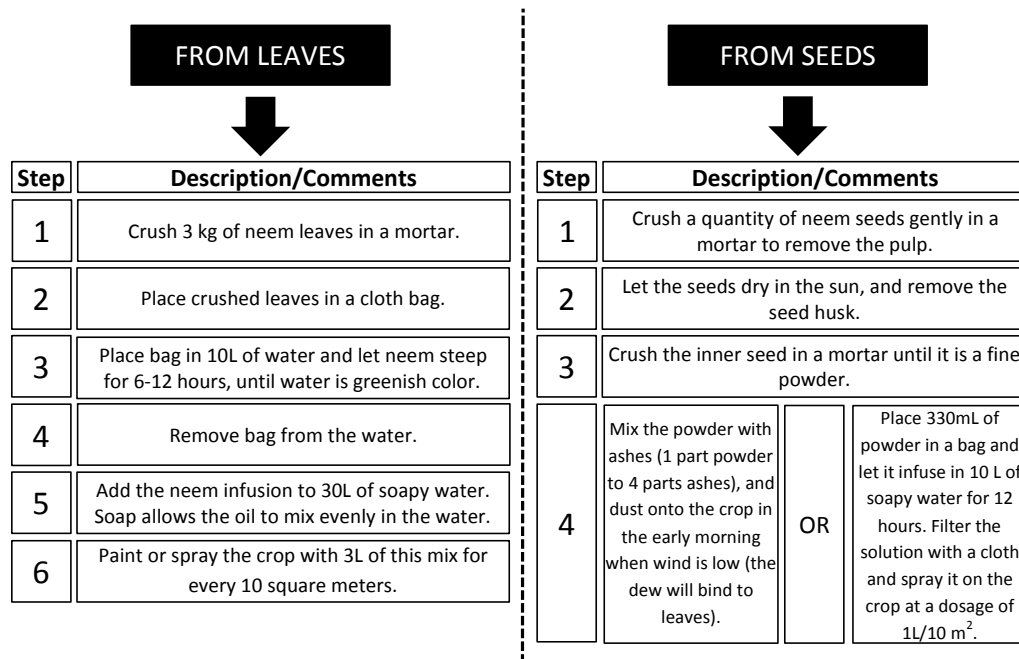 FROM LEAVES
Step Description/Comments
1 Crush 3 kg of neem leaves in a mortar.
2 Place crushed leaves in a cloth bag.
3 Place bag in 10L of water and let neem steep
for 6-12 hours, until water is greenish color.
4 Remove bag from the water.
5 Add the neem infusion to 30L of soapy water.
Soap allows the oil to mix evenly in the water.
6 Paint or spray the crop with 3L of this mix for
every 10 square meters.
FROM SEEDS
Step Description/Comments
1 Crush a quantity of neem seeds gently in a
mortar to remove the pulp.
2 Let the seeds dry in the sun, and remove the
seed husk.
3 Crush the inner seed in a mortar until it is a fine
powder.
4
Mix the powder with
ashes (1 part powder
to 4 parts ashes), and
dust onto the crop in
the early morning
when wind is low (the
dew will bind to
leaves).
OR
Place 330mL of
powder in a bag and
let it infuse in 10 L of
soapy water for 12
hours. Filter the
solution with a cloth
and spray it on the
crop at a dosage of
1L/10 m².